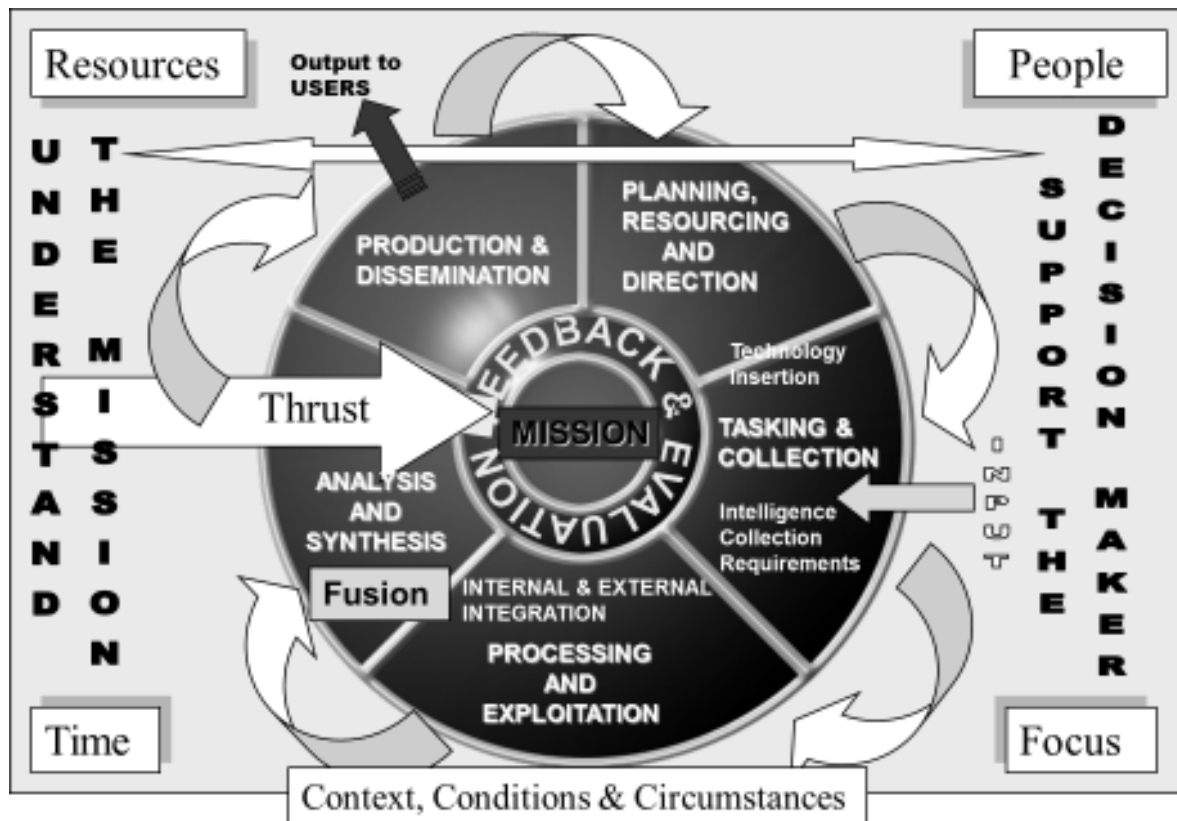 Resources
Output to
USERS
People
UNDERSTAND
THE MISSION
SUPPORT THE
DECISION MAKER
PRODUCTION &
DISSEMINATION
PLANNING,
RESOURCING
AND
DIRECTION
Technology
Insertion
TASKING &
COLLECTION
Intelligence
Collection
Requirements
INPUT
Thrust
FEEDBACK & EVALUATION
MISSION
ANALYSIS
AND
SYNTHESIS
Fusion
INTERNAL & EXTERNAL
INTEGRATION
PROCESSING
AND
EXPLOITATION
Time
Focus
Context, Conditions & Circumstances